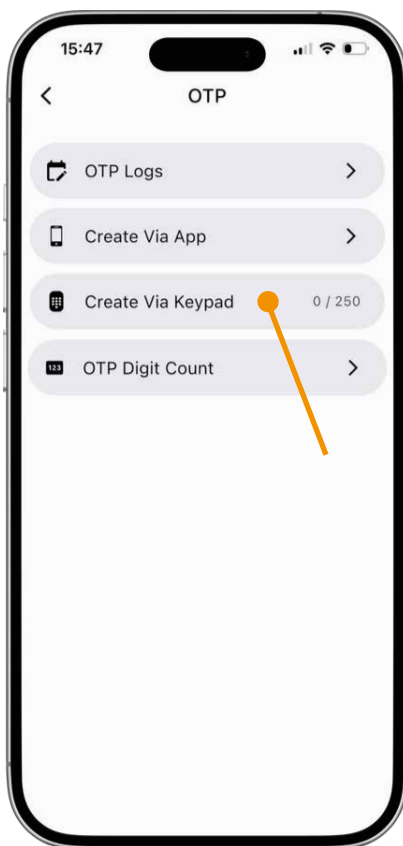 15:47
OTP
OTP Logs
Create Via App
Create Via Keypad 0 / 250
123 OTP Digit Count